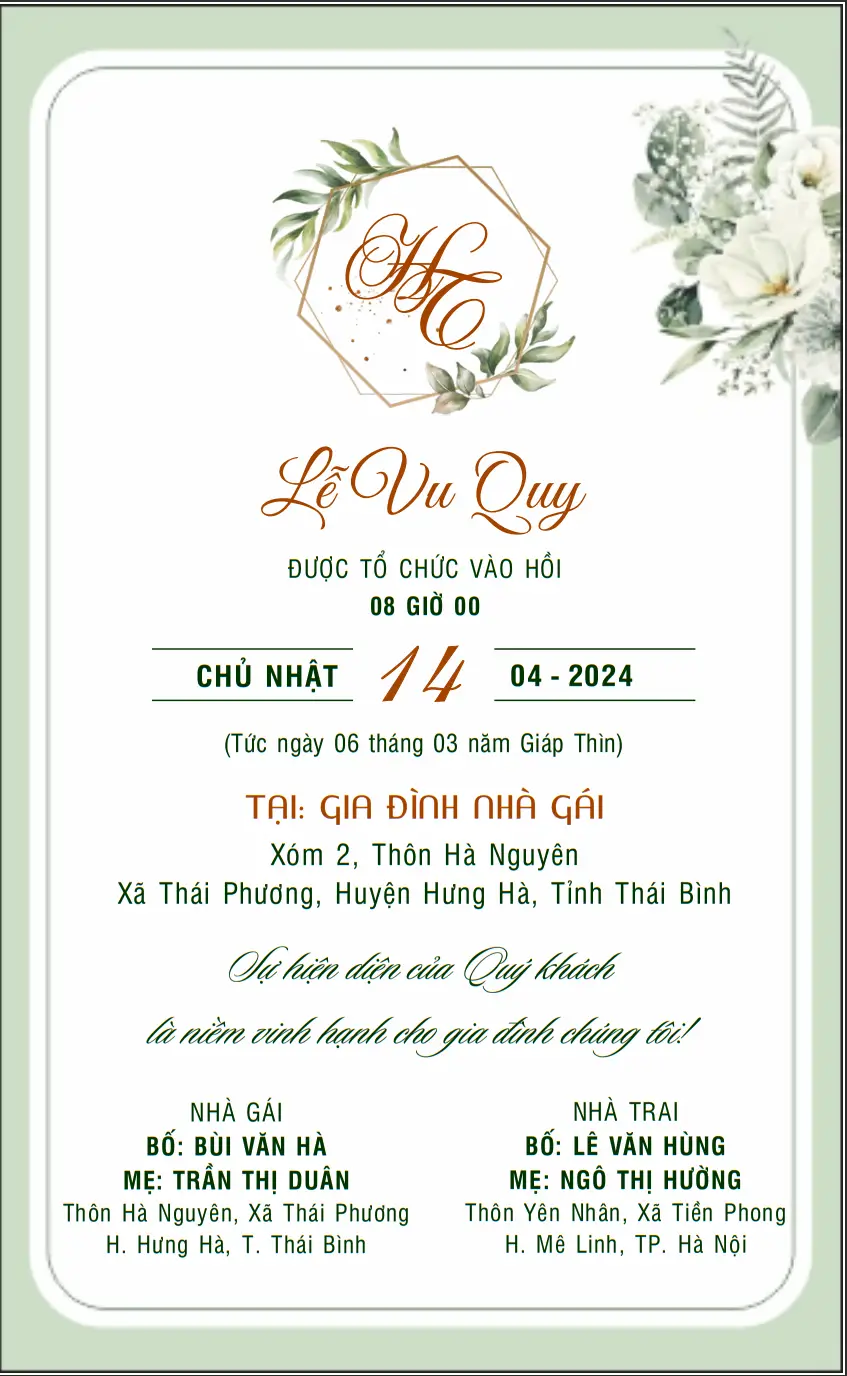 HT
Lễ Vu Quy
ĐƯỢC TỔ CHỨC VÀO HỒI
08 GIỜ 00
CHỦ NHẬT 14 04 - 2024
(Tức ngày 06 tháng 03 năm Giáp Thìn)
TẠI: GIA ĐÌNH NHÀ GÁI
Xóm 2, Thôn Hà Nguyên
Xã Thái Phương, Huyện Hưng Hà, Tỉnh Thái Bình
Sự hiện diện của Quý khách
là niềm vinh hạnh cho gia đình chúng tôi!
NHÀ GÁI
BỐ: BÙI VĂN HÀ
MẸ: TRẦN THỊ DUÂN
Thôn Hà Nguyên, Xã Thái Phương
H. Hưng Hà, T. Thái Bình
NHÀ TRAI
BỐ: LÊ VĂN HÙNG
MẸ: NGÔ THỊ HƯỜNG
Thôn Yên Nhân, Xã Tiền Phong
H. Mê Linh, TP. Hà Nội